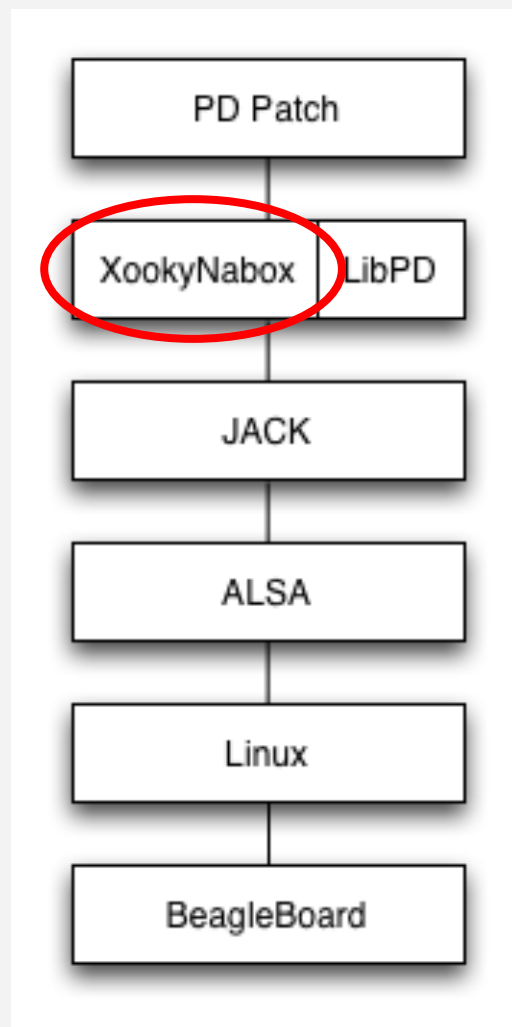 PD Patch
XookyNabox LibPD
JACK
ALSA
Linux
BeagleBoard